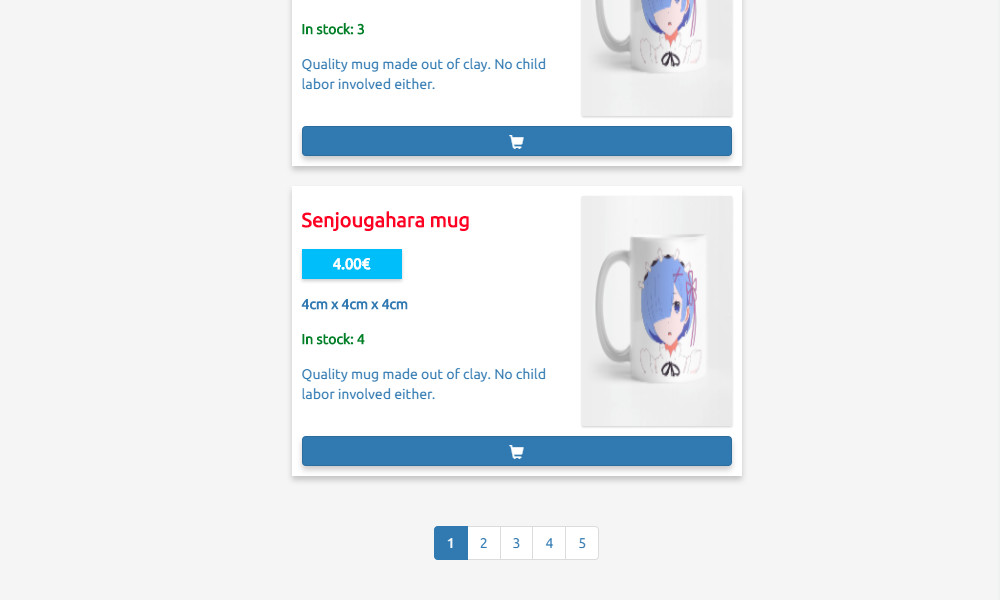 In stock: 3
Quality mug made out of clay. No child
labor involved either.
Senjougahara mug
4.00€
4cm x 4cm x 4cm
In stock: 4
Quality mug made out of clay. No child
labor involved either.
1 2 3 4 5